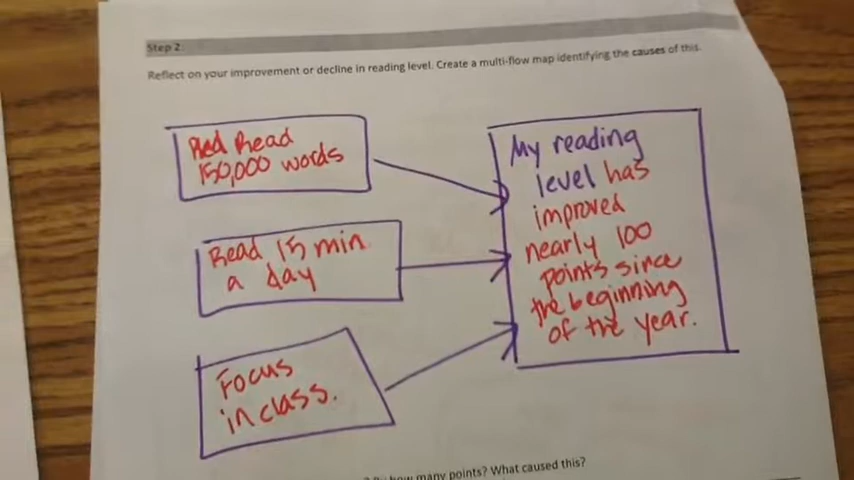 Step 2
Reflect on your improvement or decline in reading level. Create a multi-flow map identifying the causes of this.
Read
150,000 words
Read 15 min
a day
Focus
in class.
My reading
level has
improved
nearly 100
points since
the beginning
of the year.
how many points? What caused this?